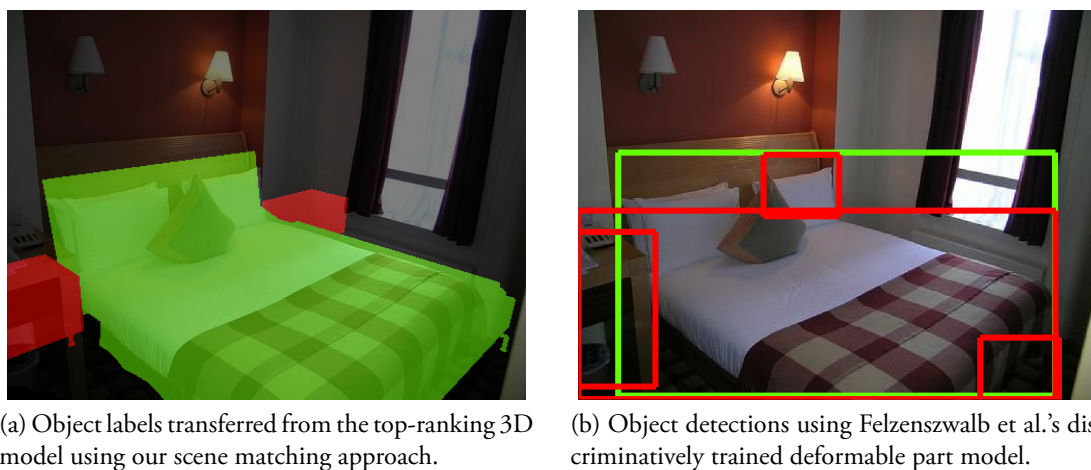 (a) Object labels transferred from the top-ranking 3D
model using our scene matching approach.
(b) Object detections using Felzenszwalb et al.'s dis
criminatively trained deformable part model.